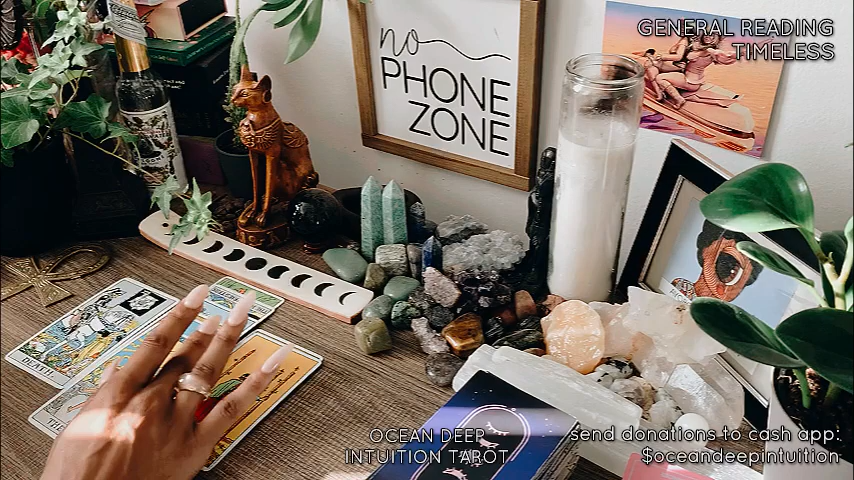 GENERAL READING
TIMELESS
no
PHONE
ZONE
DEATH
OCEAN DEEP
INTUITION TAROT
send donations to cash app:
$oceandeepintuition